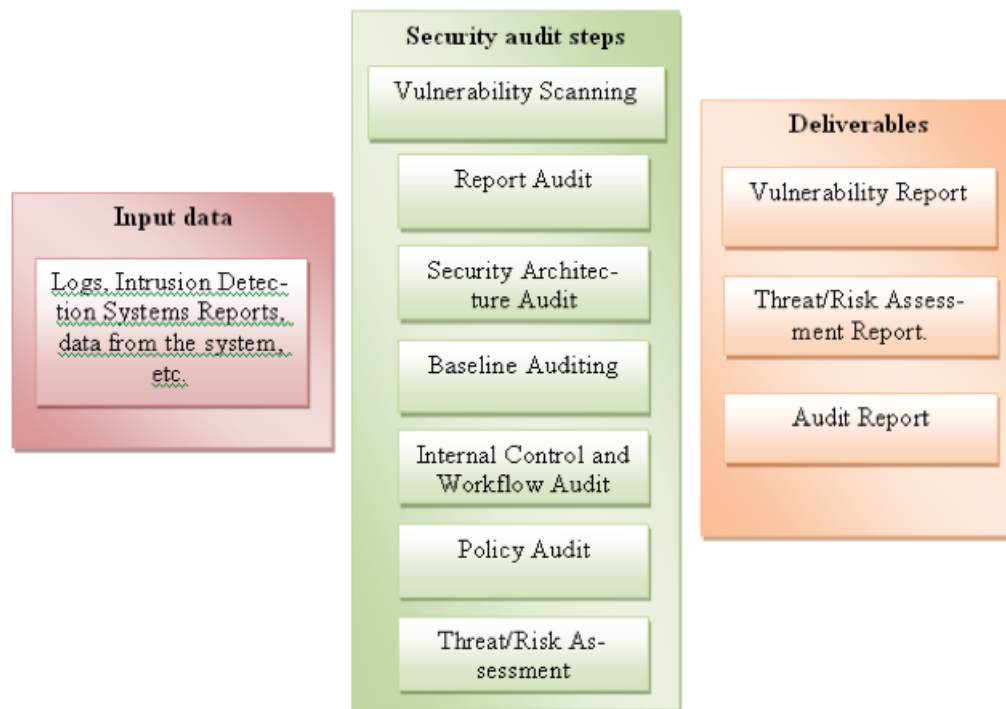 Input data
Logs, Intrusion Detec-
tion Systems Reports,
data from the system,
etc.
Security audit steps
Vulnerability Scanning
Report Audit
Security Architec-
ture Audit
Baseline Auditing
Internal Control and
Workflow Audit
Policy Audit
Threat/Risk As-
sessment
Deliverables
Vulnerability Report
Threat/Risk Assess-
ment Report.
Audit Report